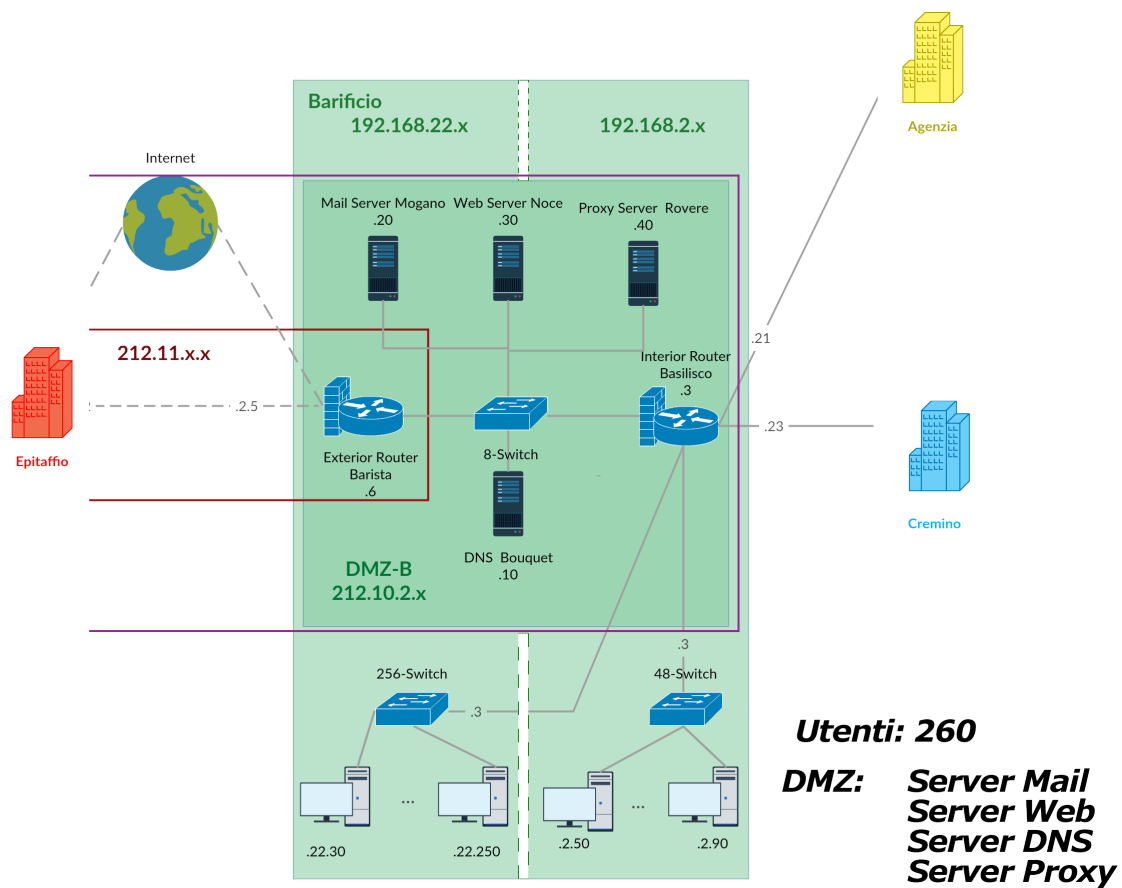 Barificio
192.168.22.x
192.168.2.x
Agenzia
Internet
Mail Server Mogano
.20
Web Server Noce
.30
Proxy Server Rovere
.40
212.11.x.x
.21
Interior Router
Basilisco
.3
.2.5
.23
8-Switch
Exterior Router
Barista
.6
Epitaffio
Cremino
DNS Bouquet
.10
DMZ-B
212.10.2.x
.3
256-Switch
48-Switch
.3
...
...
.22.30
.22.250
.2.50
.2.90
Utenti: 260
DMZ: Server Mail
Server Web
Server DNS
Server Proxy